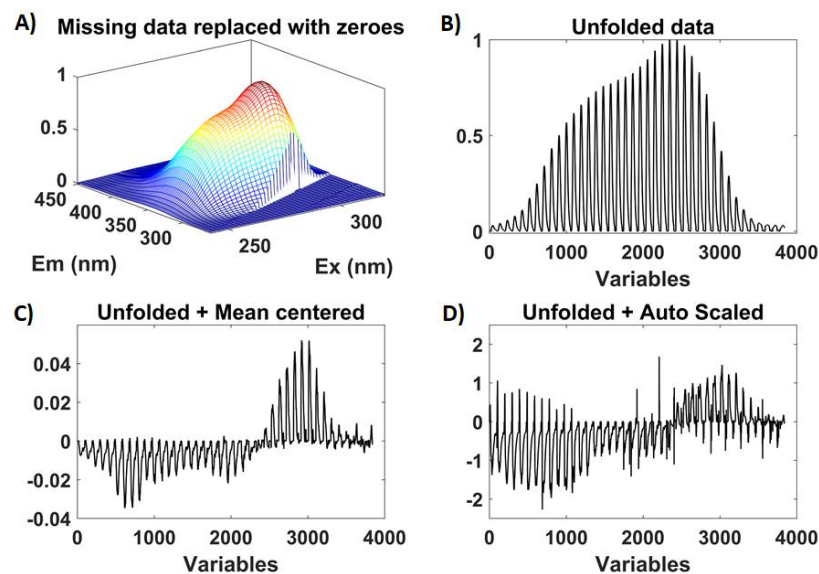 A) Missing data replaced with zeroes
1
0.5
0
450
400
350
300
250
300
Em (nm)
Ex (nm)
B) Unfolded data
1
0.5
1
0 1000 2000 3000 4000
Variables
C) Unfolded + Mean centered
0.04
0.02
0
-0.02
-0.04
0 1000 2000 3000 4000
Variables
D) Unfolded + Auto Scaled
2
1
0
-1
-2
0 1000 2000 3000 4000
Variables